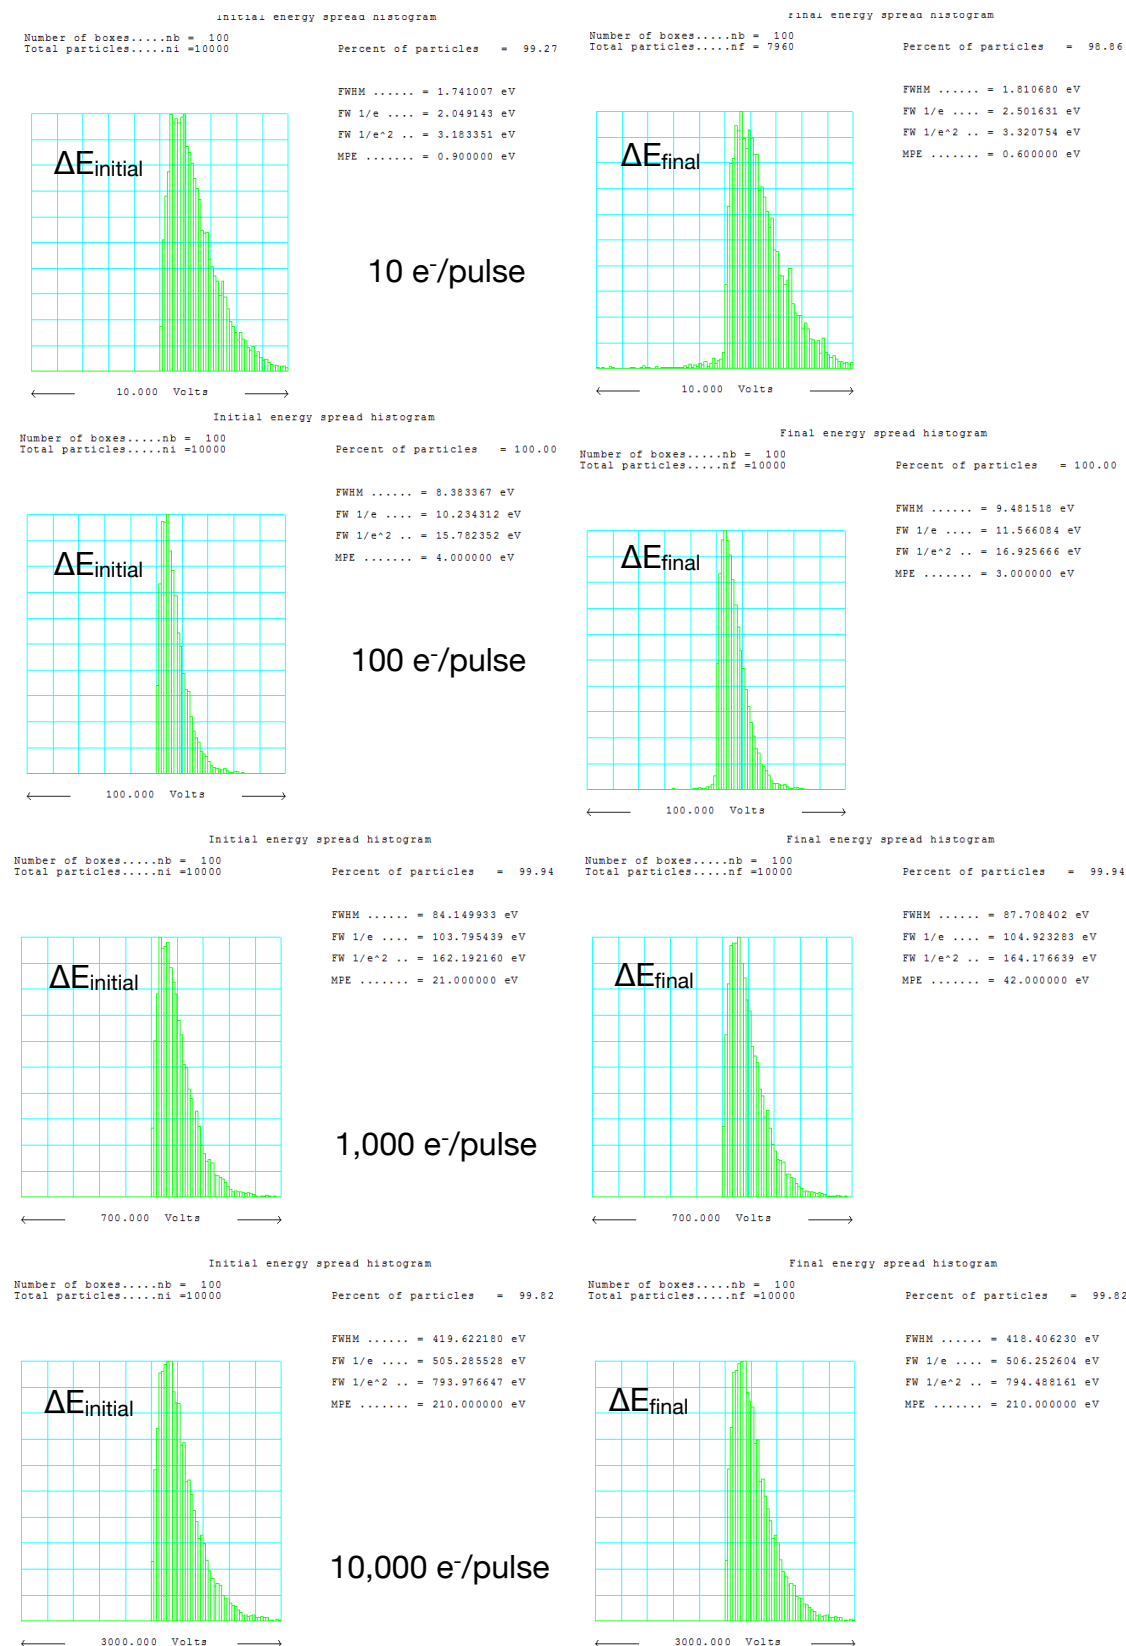 Initial energy spread histogram
Number of boxes.....nb = 100
Total particles.....ni =10000
Percent of particles = 99.27
FWHM ...... = 1.741007 eV
FW 1/e .... = 2.049143 eV
FW 1/e^2 .. = 3.183351 eV
MPE ....... = 0.900000 eV
ΔEinitial
10.000 Volts
Final energy spread histogram
Number of boxes.....nb = 100
Total particles.....nf = 7960
Percent of particles = 98.86
FWHM ...... = 1.810680 eV
FW 1/e .... = 2.501631 eV
FW 1/e^2 .. = 3.320754 eV
MPE ....... = 0.600000 eV
ΔEfinal
10.000 Volts
10 e-/pulse
Initial energy spread histogram
Number of boxes.....nb = 100
Total particles.....ni =10000
Percent of particles = 100.00
FWHM ...... = 8.383367 eV
FW 1/e .... = 10.234312 eV
FW 1/e^2 .. = 15.782352 eV
MPE ....... = 4.000000 eV
ΔEinitial
100.000 Volts
Final energy spread histogram
Number of boxes.....nb = 100
Total particles.....nf =10000
Percent of particles = 100.00
FWHM ...... = 9.481518 eV
FW 1/e .... = 11.566084 eV
FW 1/e^2 .. = 16.925666 eV
MPE ....... = 3.000000 eV
ΔEfinal
100.000 Volts
100 e-/pulse
Initial energy spread histogram
Number of boxes.....nb = 100
Total particles.....ni =10000
Percent of particles = 99.94
FWHM ...... = 84.149933 eV
FW 1/e .... = 103.795439 eV
FW 1/e^2 .. = 162.192160 eV
MPE ....... = 21.000000 eV
ΔEinitial
700.000 Volts
Final energy spread histogram
Number of boxes.....nb = 100
Total particles.....nf =10000
Percent of particles = 99.94
FWHM ...... = 87.708402 eV
FW 1/e .... = 104.923283 eV
FW 1/e^2 .. = 164.176639 eV
MPE ....... = 42.000000 eV
ΔEfinal
700.000 Volts
1,000 e-/pulse
Initial energy spread histogram
Number of boxes.....nb = 100
Total particles.....ni =10000
Percent of particles = 99.82
FWHM ...... = 419.622180 eV
FW 1/e .... = 505.285528 eV
FW 1/e^2 .. = 793.976647 eV
MPE ....... = 210.000000 eV
ΔEinitial
3000.000 Volts
Final energy spread histogram
Number of boxes.....nb = 100
Total particles.....nf =10000
Percent of particles = 99.82
FWHM ...... = 418.406230 eV
FW 1/e .... = 506.252604 eV
FW 1/e^2 .. = 794.488161 eV
MPE ....... = 210.000000 eV
ΔEfinal
3000.000 Volts
10,000 e-/pulse